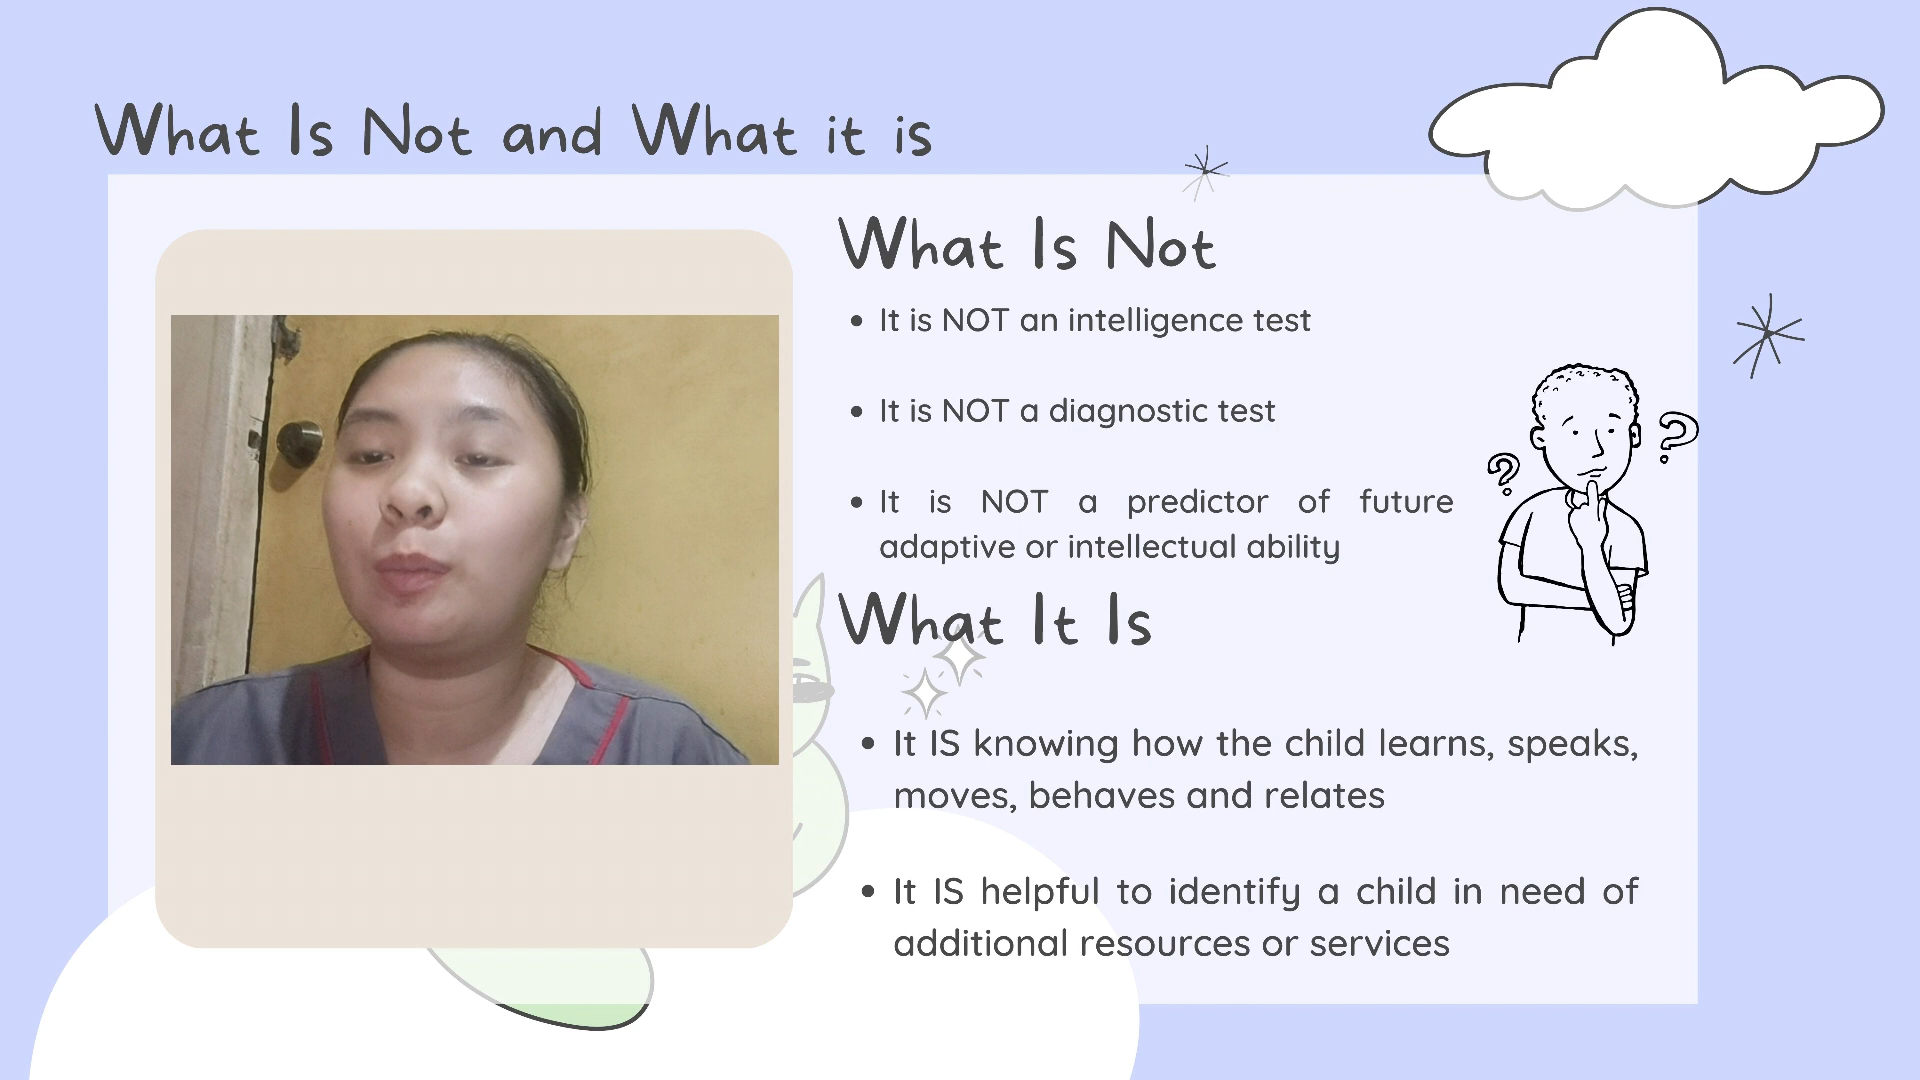 What Is Not and What it is
What Is Not
• It is NOT an intelligence test
• It is NOT a diagnostic test
• It is NOT a predictor of future
adaptive or intellectual ability
What It Is
• It IS knowing how the child learns, speaks,
moves, behaves and relates
• It IS helpful to identify a child in need of
additional resources or services
? ?